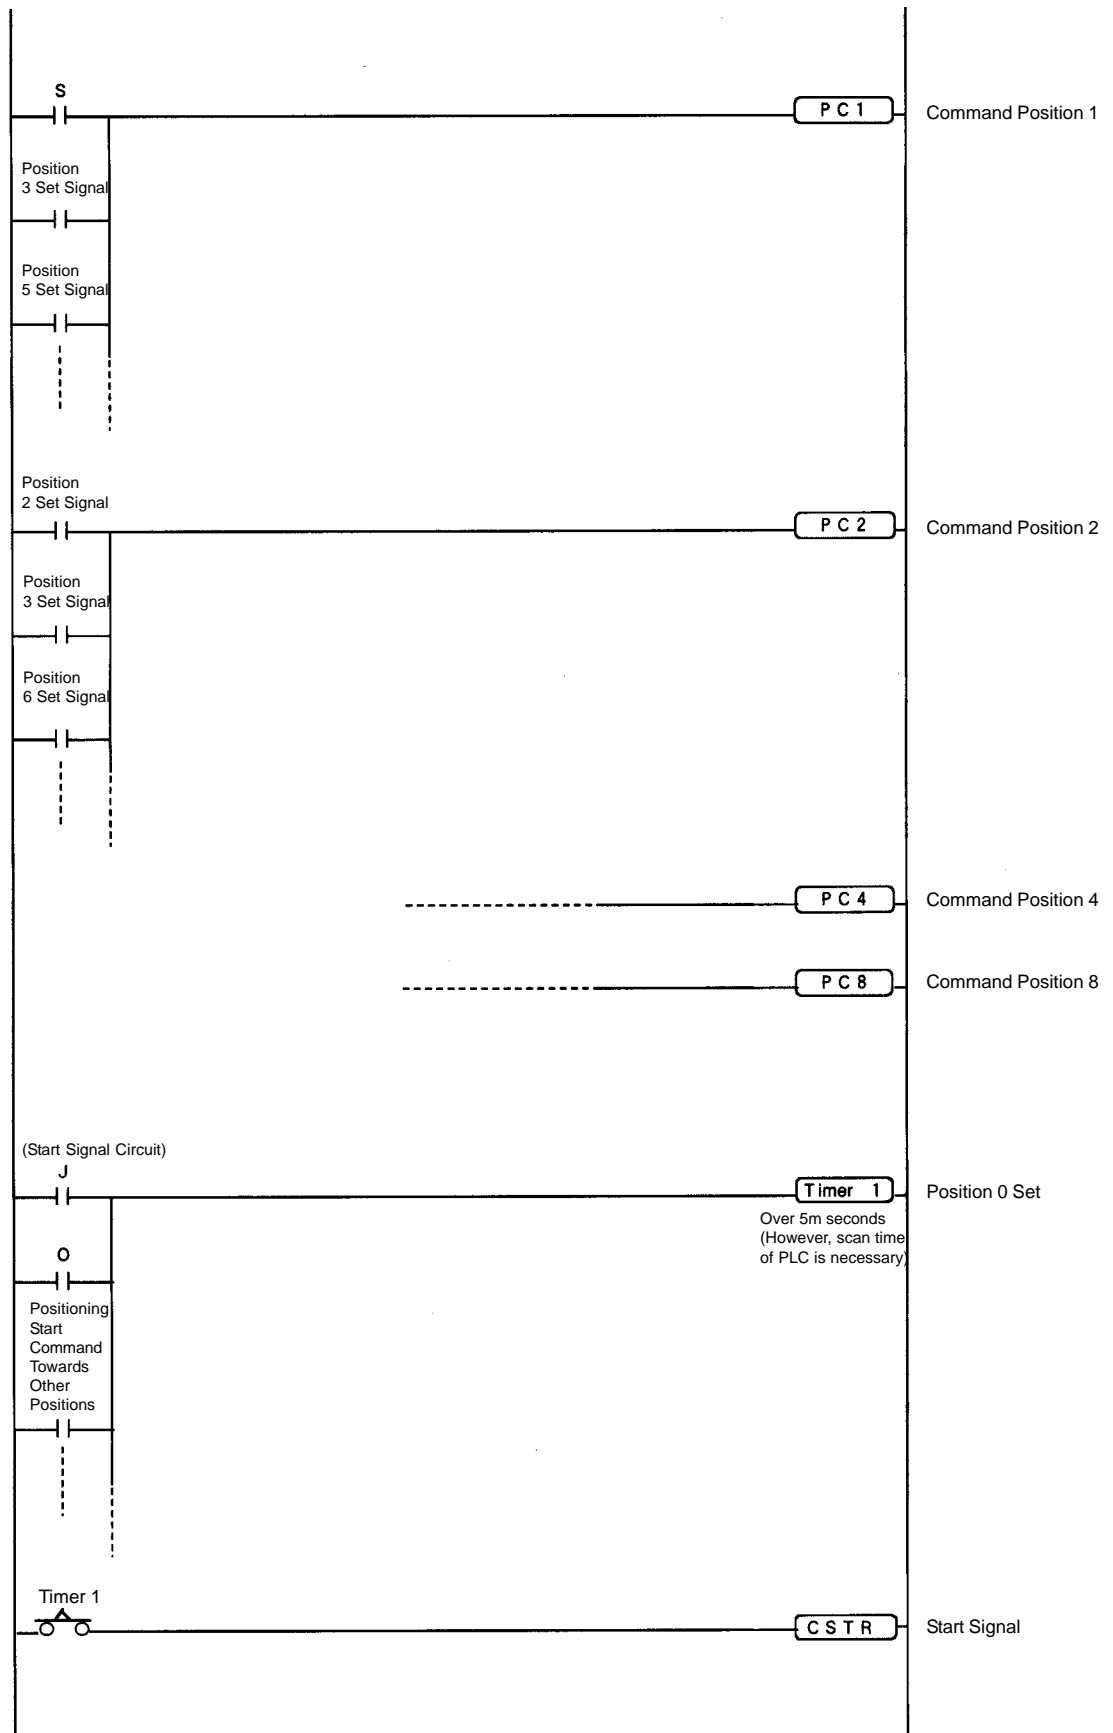 S
PC1
Command Position 1
Position
3 Set Signal
Position
5 Set Signal
Position
2 Set Signal
PC2
Command Position 2
Position
3 Set Signal
Position
6 Set Signal
PC4
Command Position 4
PC8
Command Position 8
(Start Signal Circuit)
J
Timer 1
Position 0 Set
Over 5m seconds
(However, scan time
of PLC is necessary)
O
Positioning
Start
Command
Towards
Other
Positions
Timer 1
CSTR
Start Signal